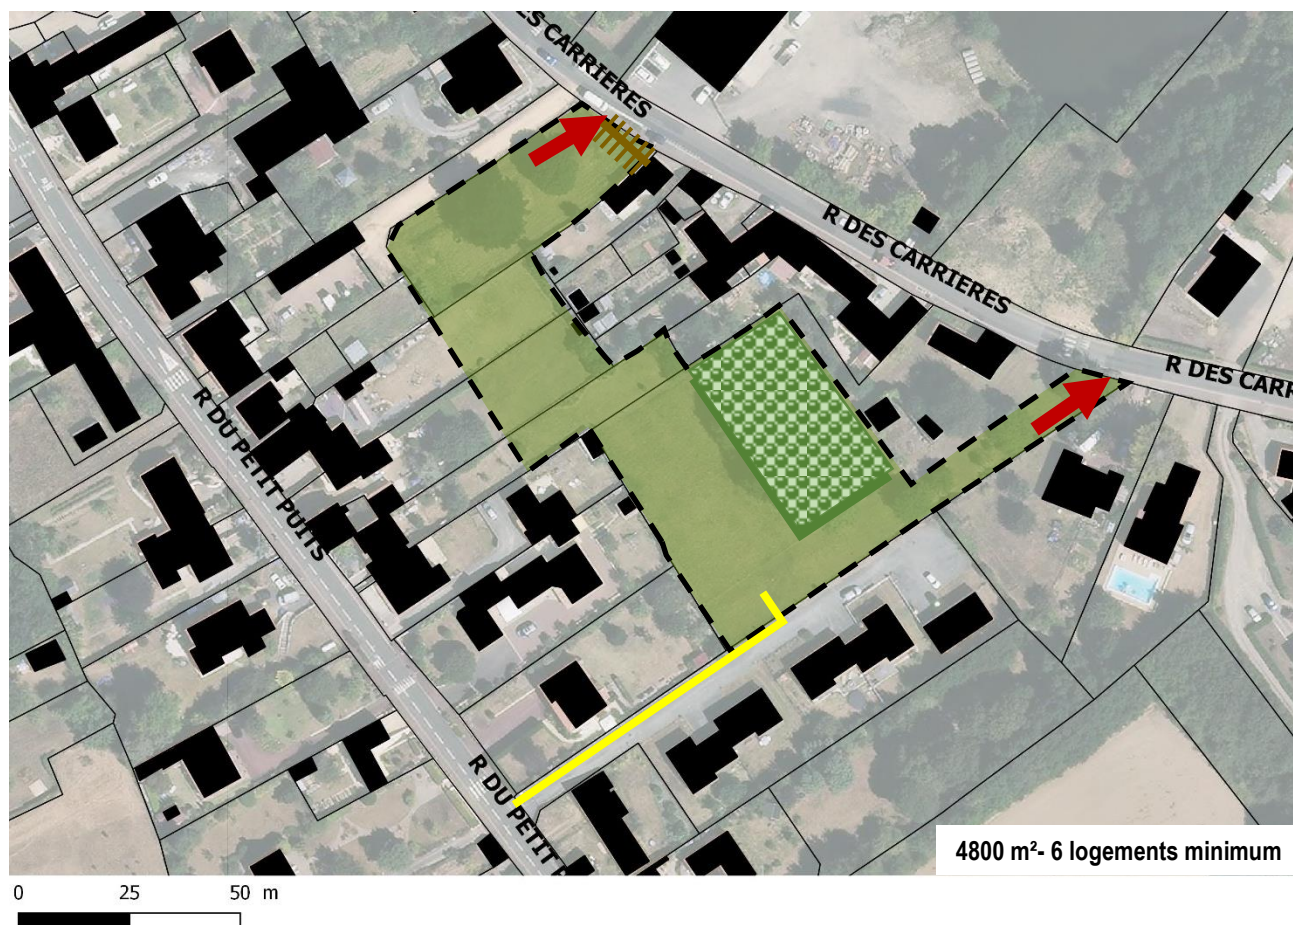 ES CARRIERES
R DES CARRIERES
R DES CARR
R DU PETIT PUITS
R DU PETIT
4800 m²- 6 logements minimum
0 25 50 m